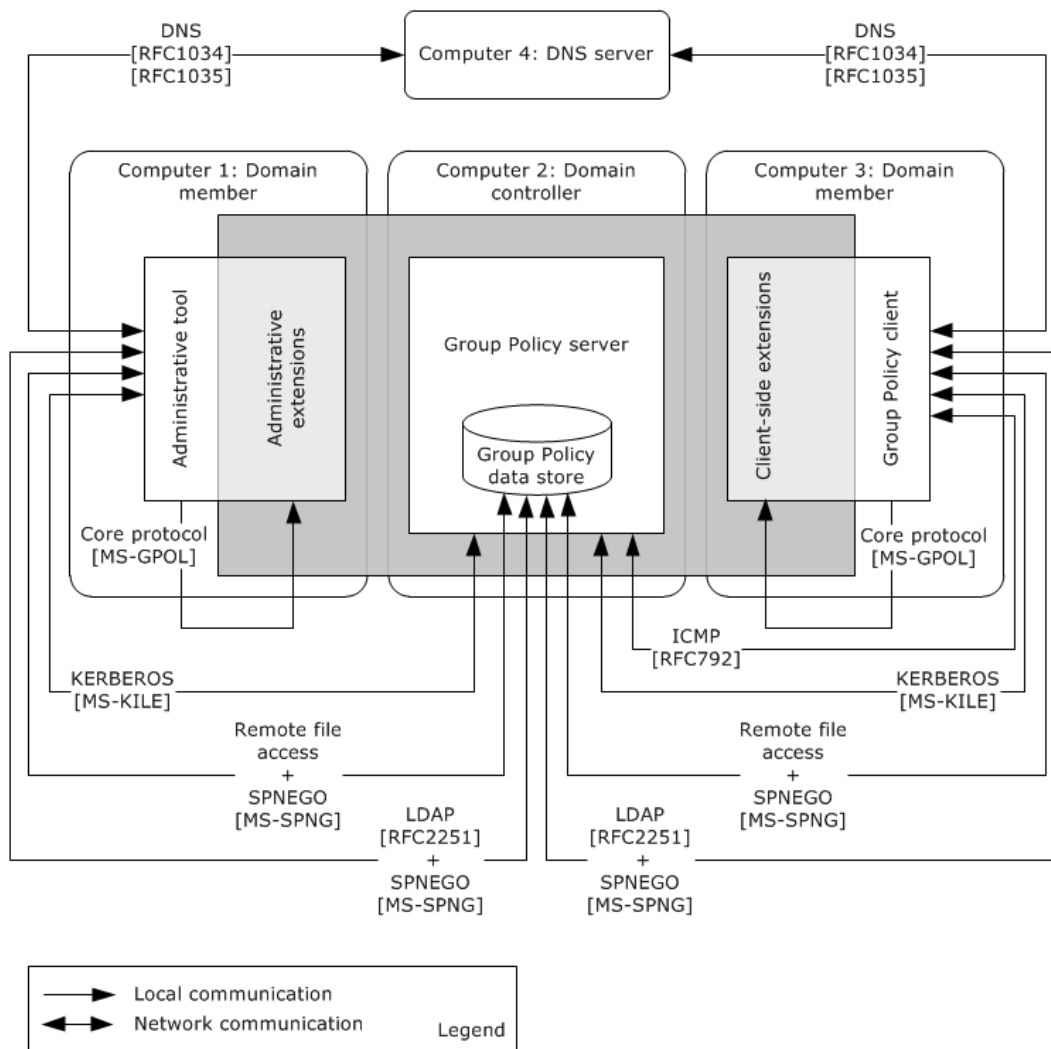 DNS
[RFC1034]
[RFC1035]
Computer 4: DNS server
DNS
[RFC1034]
[RFC1035]
Computer 1: Domain
member
Computer 2: Domain
controller
Computer 3: Domain
member
Administrative tool
Administrative
extensions
Group Policy server
Group Policy
data store
Client-side extensions
Group Policy client
Core protocol
[MS-GPOL]
Core protocol
[MS-GPOL]
ICMP
[RFC792]
KERBEROS
[MS-KILE]
KERBEROS
[MS-KILE]
Remote file
access
+
SPNEGO
[MS-SPNG]
Remote file
access
+
SPNEGO
[MS-SPNG]
LDAP
[RFC2251]
+
SPNEGO
[MS-SPNG]
LDAP
[RFC2251]
+
SPNEGO
[MS-SPNG]
Local communication
Network communication
Legend